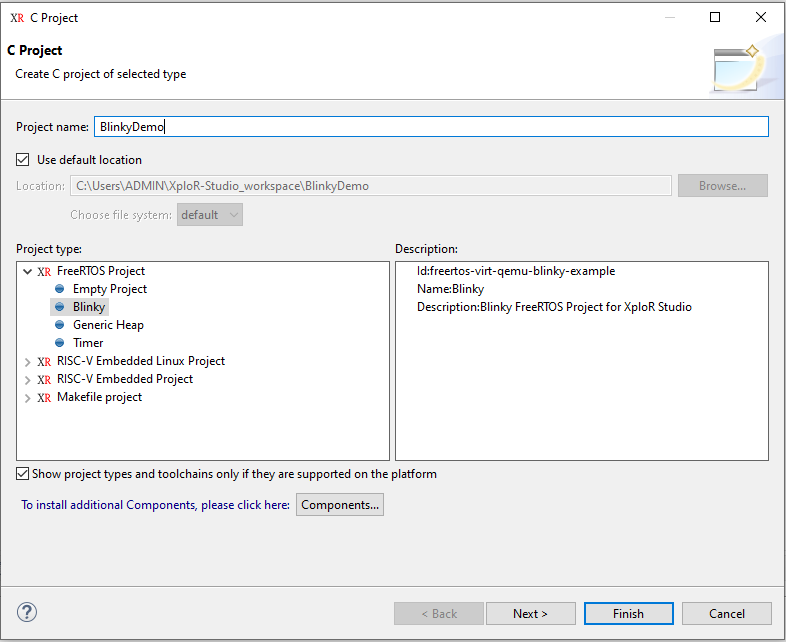 XR C Project
C Project
Create C project of selected type
Project name: BlinkyDemo
Use default location
Location: C:\Users\ADMIN\XploR-Studio_workspace\BlinkyDemo Browse...
Choose file system: default
Project type:
XR FreeRTOS Project
Empty Project
Blinky
Generic Heap
Timer
XR RISC-V Embedded Linux Project
XR RISC-V Embedded Project
XR Makefile project
Description:
Id:freertos-virt-qemu-blinky-example
Name:Blinky
Description:Blinky FreeRTOS Project for XploR Studio
Show project types and toolchains only if they are supported on the platform
To install additional Components, please click here: Components...
? < Back Next > Finish Cancel